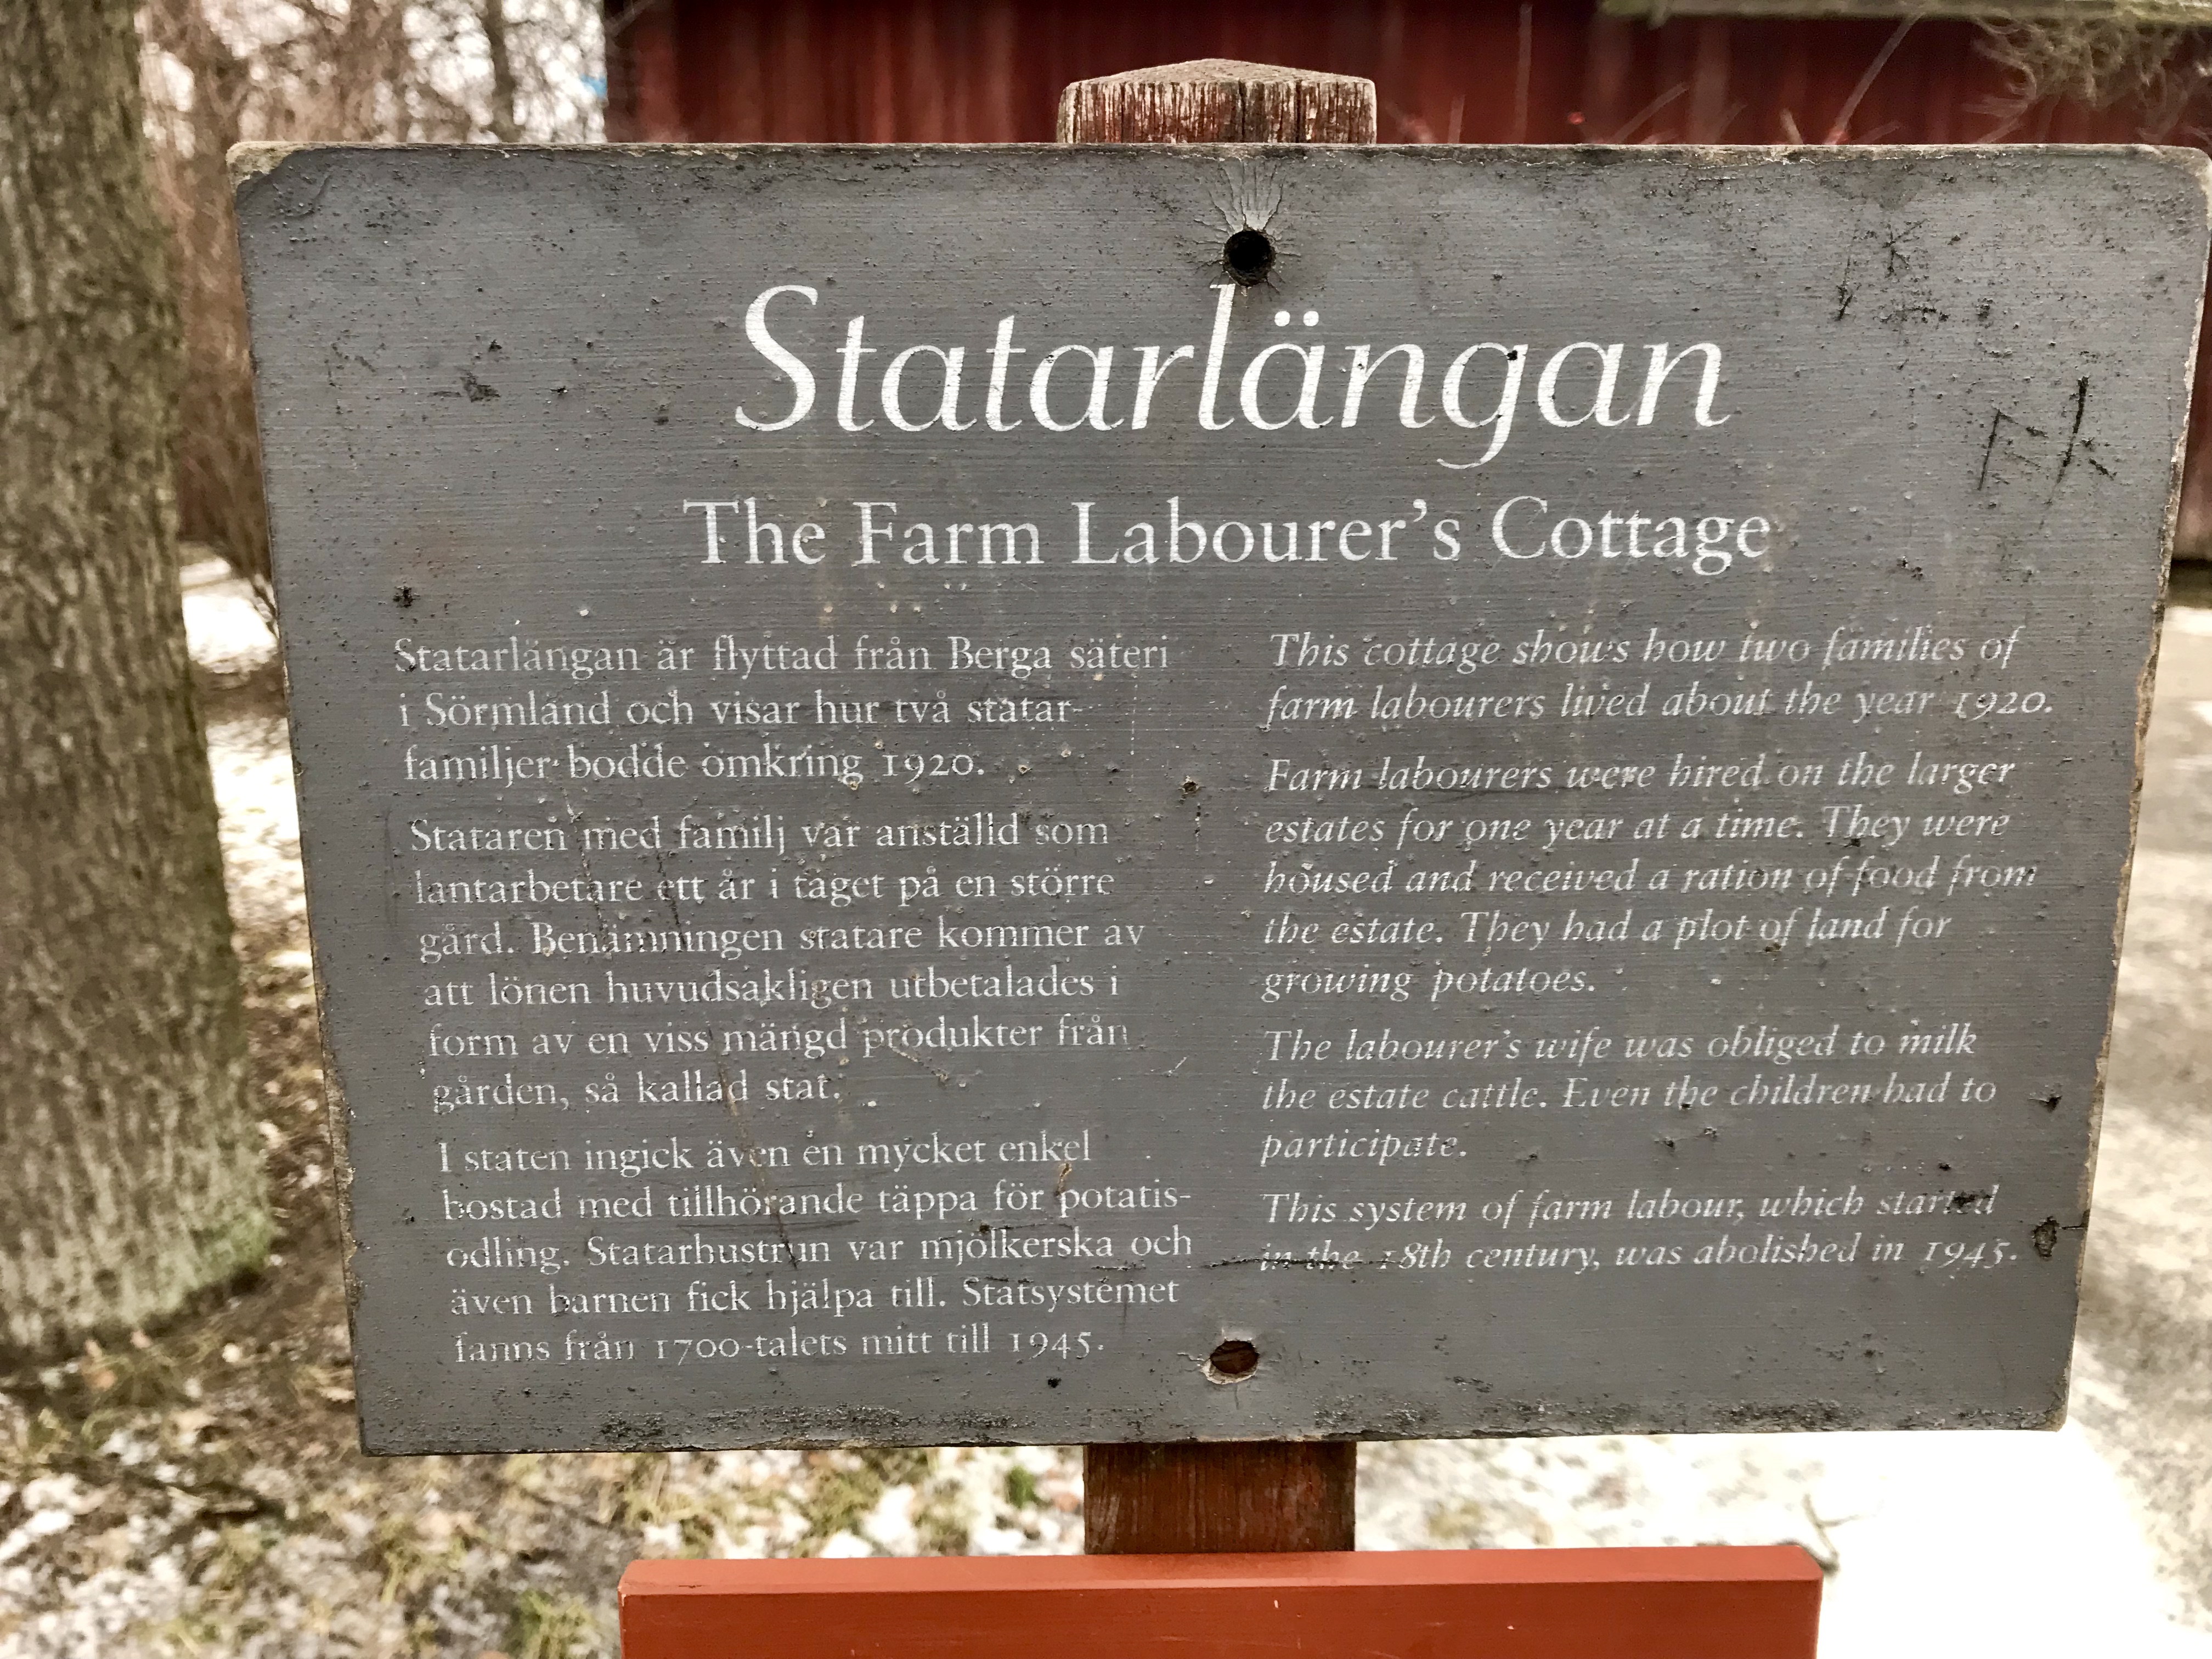 Statarlängan
The Farm Labourer's Cottage
Statarlängan är flyttad från Berga säteri
i Sörmland och visar hur två statar-
familjer bodde omkring 1920.
Stataren med familj var anställd som
lantarbetare ett år i taget på en större
gård. Benämningen statare kommer av
att lönen huvudsakligen utbetalades i
form av en viss mängd produkter från
gården, så kallad stat.
I staten ingick även en mycket enkel
bostad med tillhörande täppa för potatis-
odling. Statarhustrun var mjölkerska och
även barnen fick hjälpa till. Statsystemet
fanns från 1700-talets mitt till 1945.
This cottage shows how two families of
farm labourers lived about the year 1920.
Farm labourers were hired on the larger
estates for one year at a time. They were
housed and received a ration of food from
the estate. They had a plot of land for
growing potatoes.
The labourer's wife was obliged to milk
the estate cattle. Even the children had to
participate.
This system of farm labour, which started
in the 18th century, was abolished in 1945.